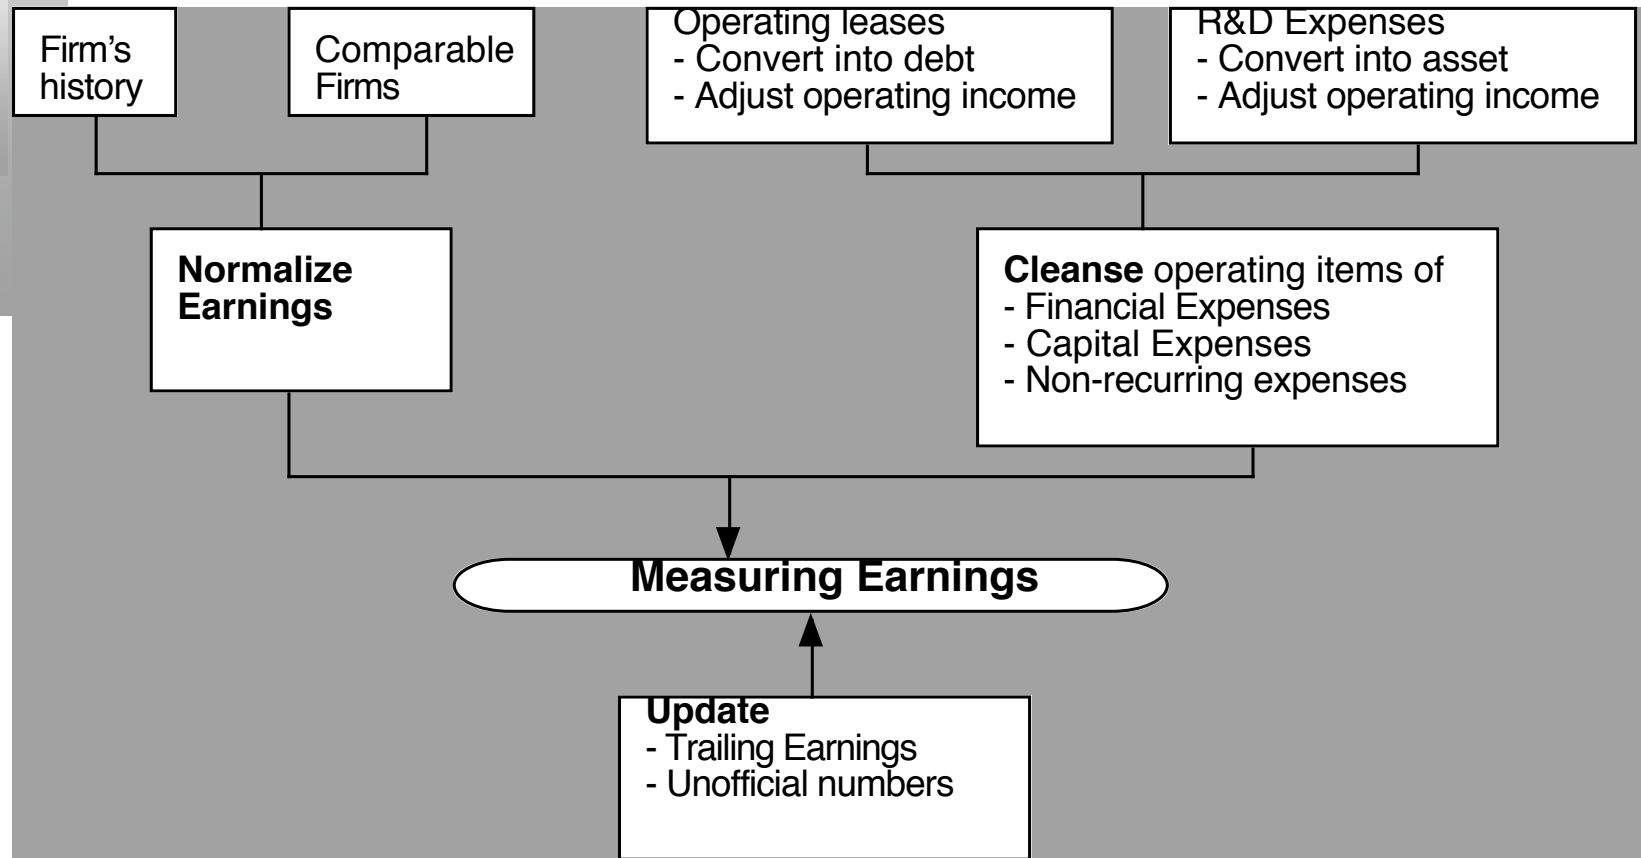 Firm's
history
Comparable
Firms
Operating leases
- Convert into debt
- Adjust operating income
R&D Expenses
- Convert into asset
- Adjust operating income
Normalize
Earnings
Cleanse operating items of
- Financial Expenses
- Capital Expenses
- Non-recurring expenses
Measuring Earnings
Update
- Trailing Earnings
- Unofficial numbers